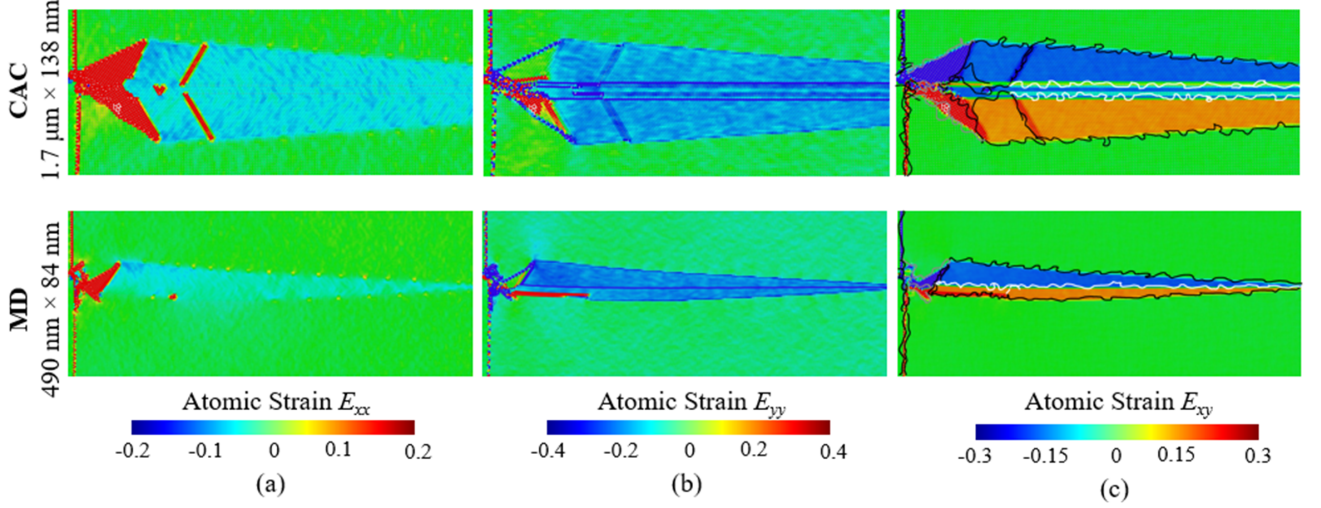 CAC
1.7 μm × 138 nm
MD
490 nm × 84 nm
Atomic Strain Exx
-0.2 -0.1 0 0.1 0.2
(a)
Atomic Strain Eyy
-0.4 -0.2 0 0.2 0.4
(b)
Atomic Strain Exy
-0.3 -0.15 0 0.15 0.3
(c)